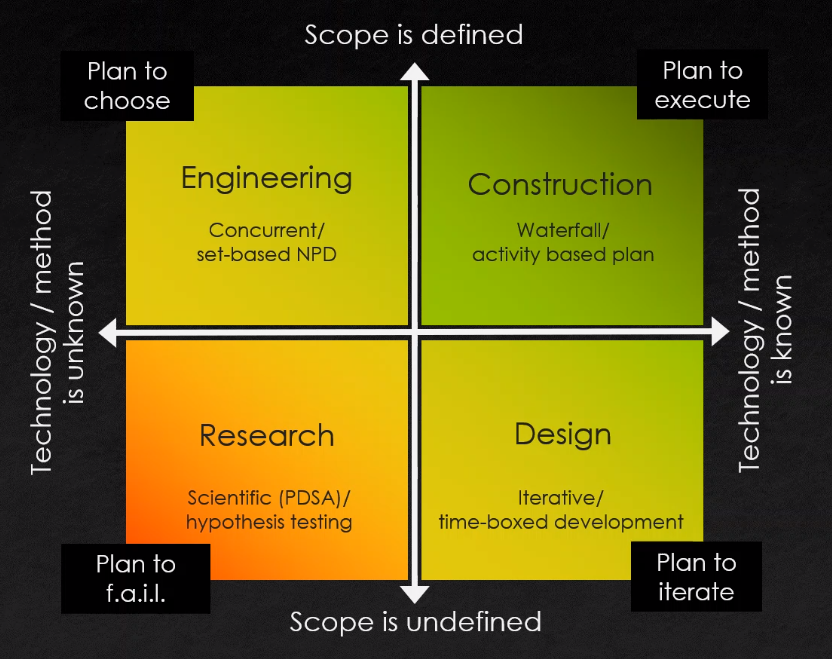 Scope is defined
Plan to
choose
Plan to
execute
Engineering
Concurrent/
set-based NPD
Construction
Waterfall/
activity based plan
Technology / method
is unknown
Technology / method
is known
Research
Scientific (PDSA)/
hypothesis testing
Design
Iterative/
time-boxed development
Plan to
f.a.i.l.
Plan to
iterate
Scope is undefined